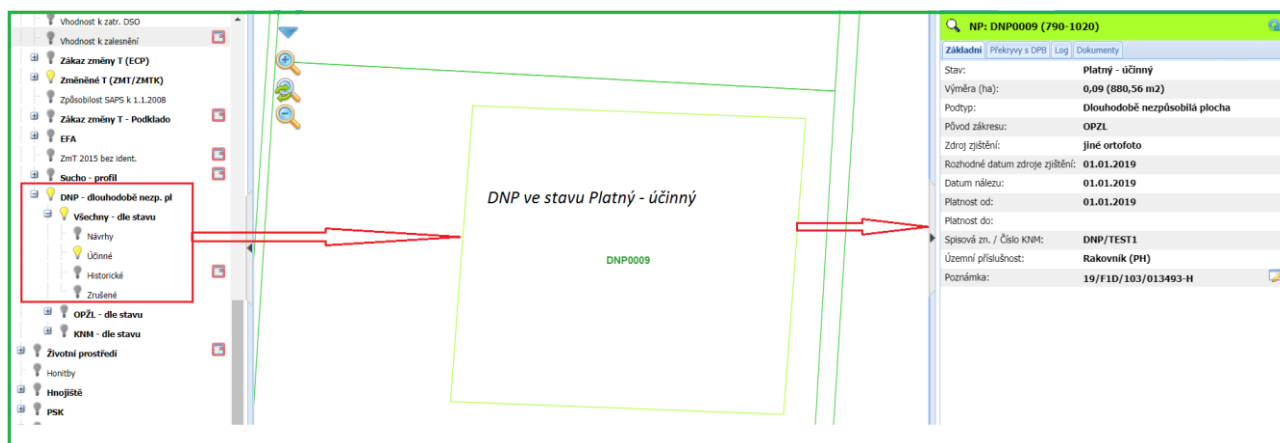 Vhodnost k zatr. DSO
Vhodnost k zalesnění
Zákaz změny T (ECP)
Změněné T (ZMT/ZMTK)
Způsobilost SAPS k 1.1.2008
Zákaz změny T - Podklado
EFA
ZmT 2015 bez ident.
Sucho - profil
DNP - dlouhodobě nezp. pl
Všechny - dle stavu
Návrhy
Účinné
Historické
Zrušené
OPŽL - dle stavu
KNM - dle stavu
Životní prostředí
Honitby
Hnojiště
PSK
DNP ve stavu Platný - účinný
DNP0009
NP: DNP0009 (790-1020)
Základní Překryvy s DPB Log Dokumenty
Stav: Platný - účinný
Výměra (ha): 0,09 (880,56 m2)
Podtyp: Dlouhodobě nezpůsobilá plocha
Původ zákresu: OPZL
Zdroj zjištění: jiné ortofoto
Rozhodné datum zdroje zjištění: 01.01.2019
Datum nálezu: 01.01.2019
Platnost od: 01.01.2019
Platnost do:
Spisová zn. / Číslo KNM: DNP/TEST1
Územní příslušnost: Rakovník (PH)
Poznámka: 19/F1D/103/013493-H